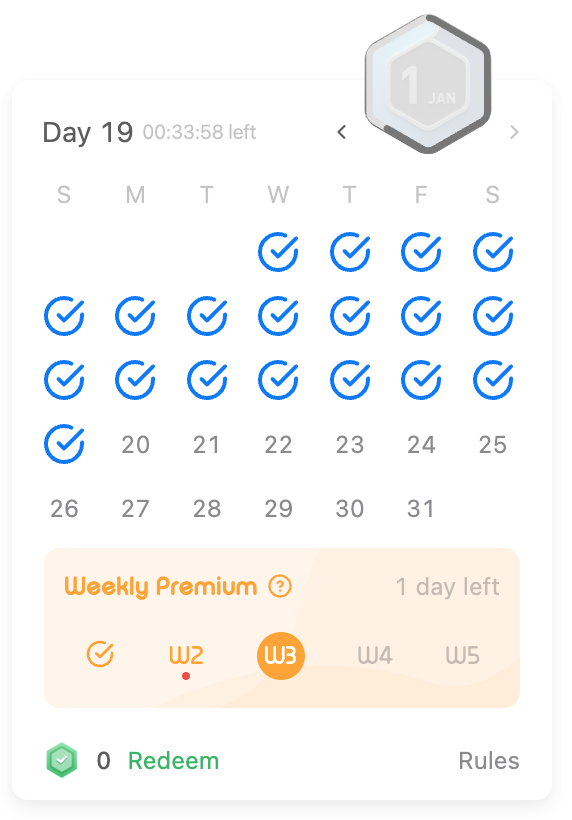 1 JAN
Day 19 00:33:58 left
S M T W T F S
20 21 22 23 24 25
26 27 28 29 30 31
Weekly Premium ? 1 day left
W2 W3 W4 W5
0 Redeem Rules